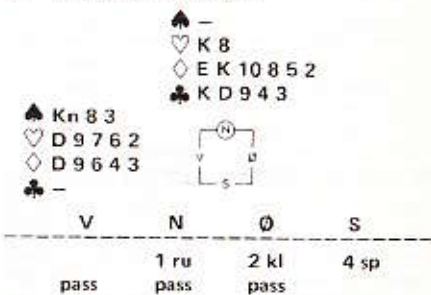 ♠ –
♡ K 8
♢ E K 10 8 5 2
♣ K D 9 4 3
♠ Kn 8 3
♡ D 9 7 6 2
♢ D 9 6 4 3
♣ –
N
V Ø
S
V N Ø S
1 ru 2 kl 4 sp
pass pass pass